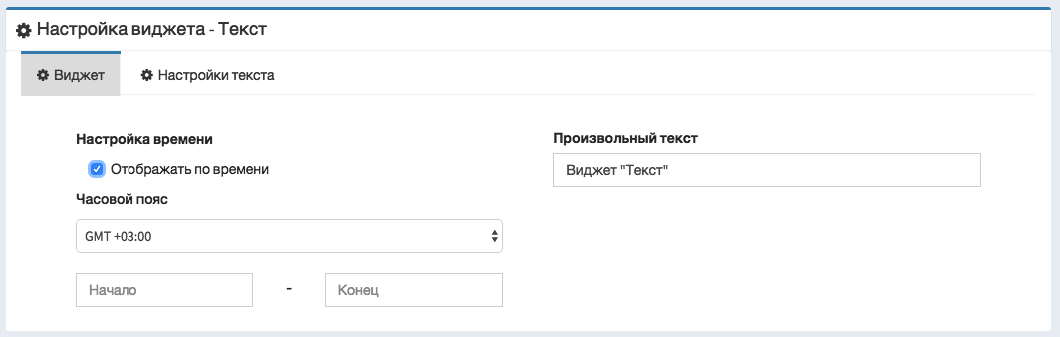 Настройка виджета - Текст
Виджет
Настройки текста
Настройка времени
Отображать по времени
Часовой пояс
GMT +03:00
Начало - Конец
Произвольный текст
Виджет "Текст"